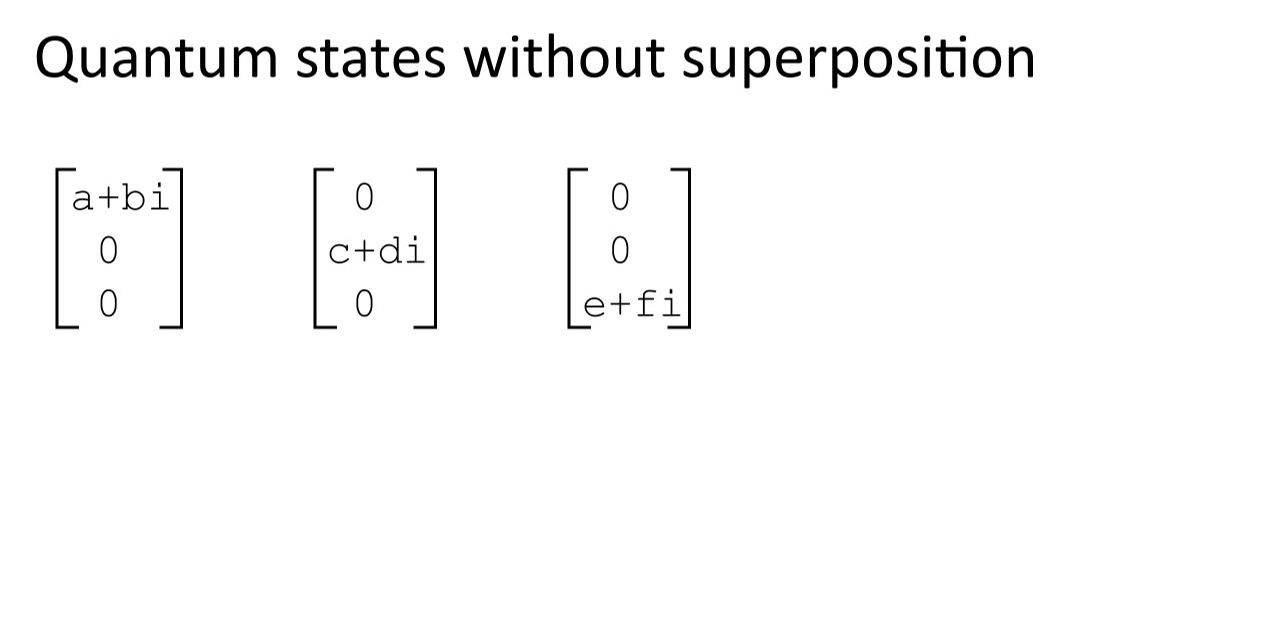 Quantum states without superposition
a+bi 0 0
0 c+di 0
0 0 e+fi